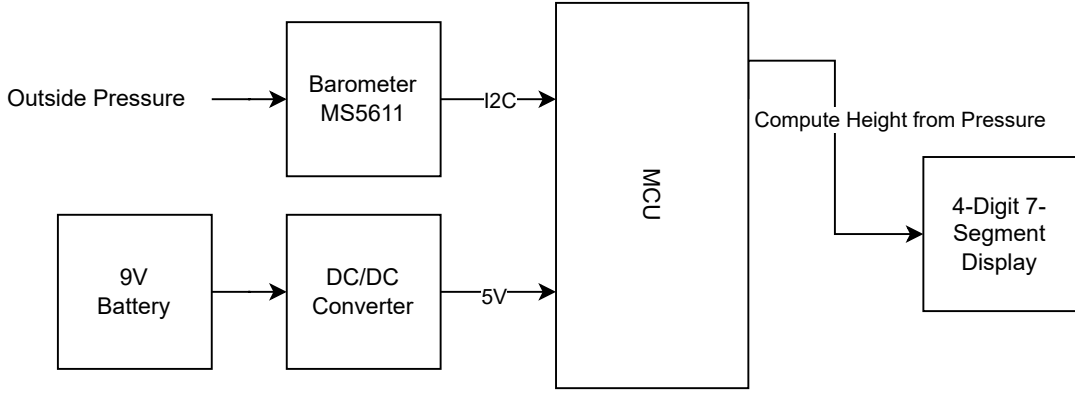 Outside Pressure
Barometer
MS5611
I2C
MCU
Compute Height from Pressure
4-Digit 7-
Segment
Display
9V
Battery
DC/DC
Converter
5V